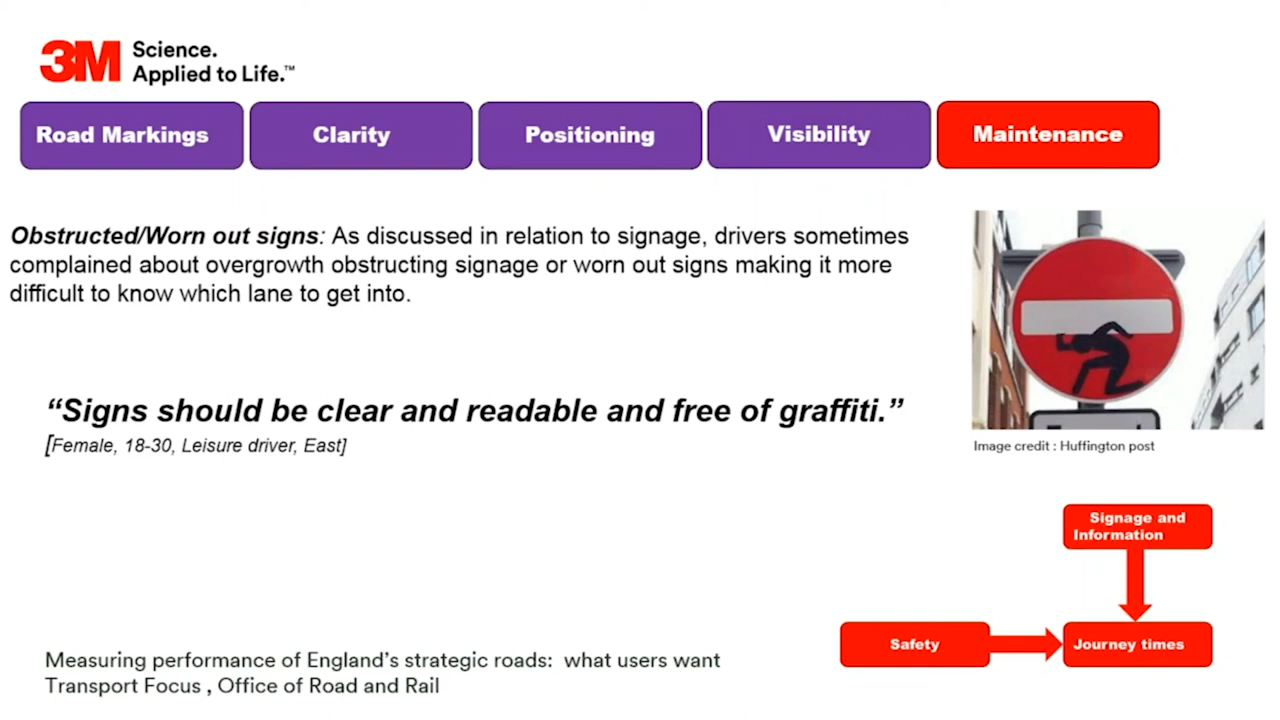 3M Science.
Applied to Life.™
Road Markings
Clarity
Positioning
Visibility
Maintenance
Obstructed/Worn out signs: As discussed in relation to signage, drivers sometimes
complained about overgrowth obstructing signage or worn out signs making it more
difficult to know which lane to get into.
“Signs should be clear and readable and free of graffiti.”
[Female, 18-30, Leisure driver, East]
Image credit : Huffington post
Signage and
Information
Safety
Journey times
Measuring performance of England’s strategic roads:  what users want
Transport Focus , Office of Road and Rail